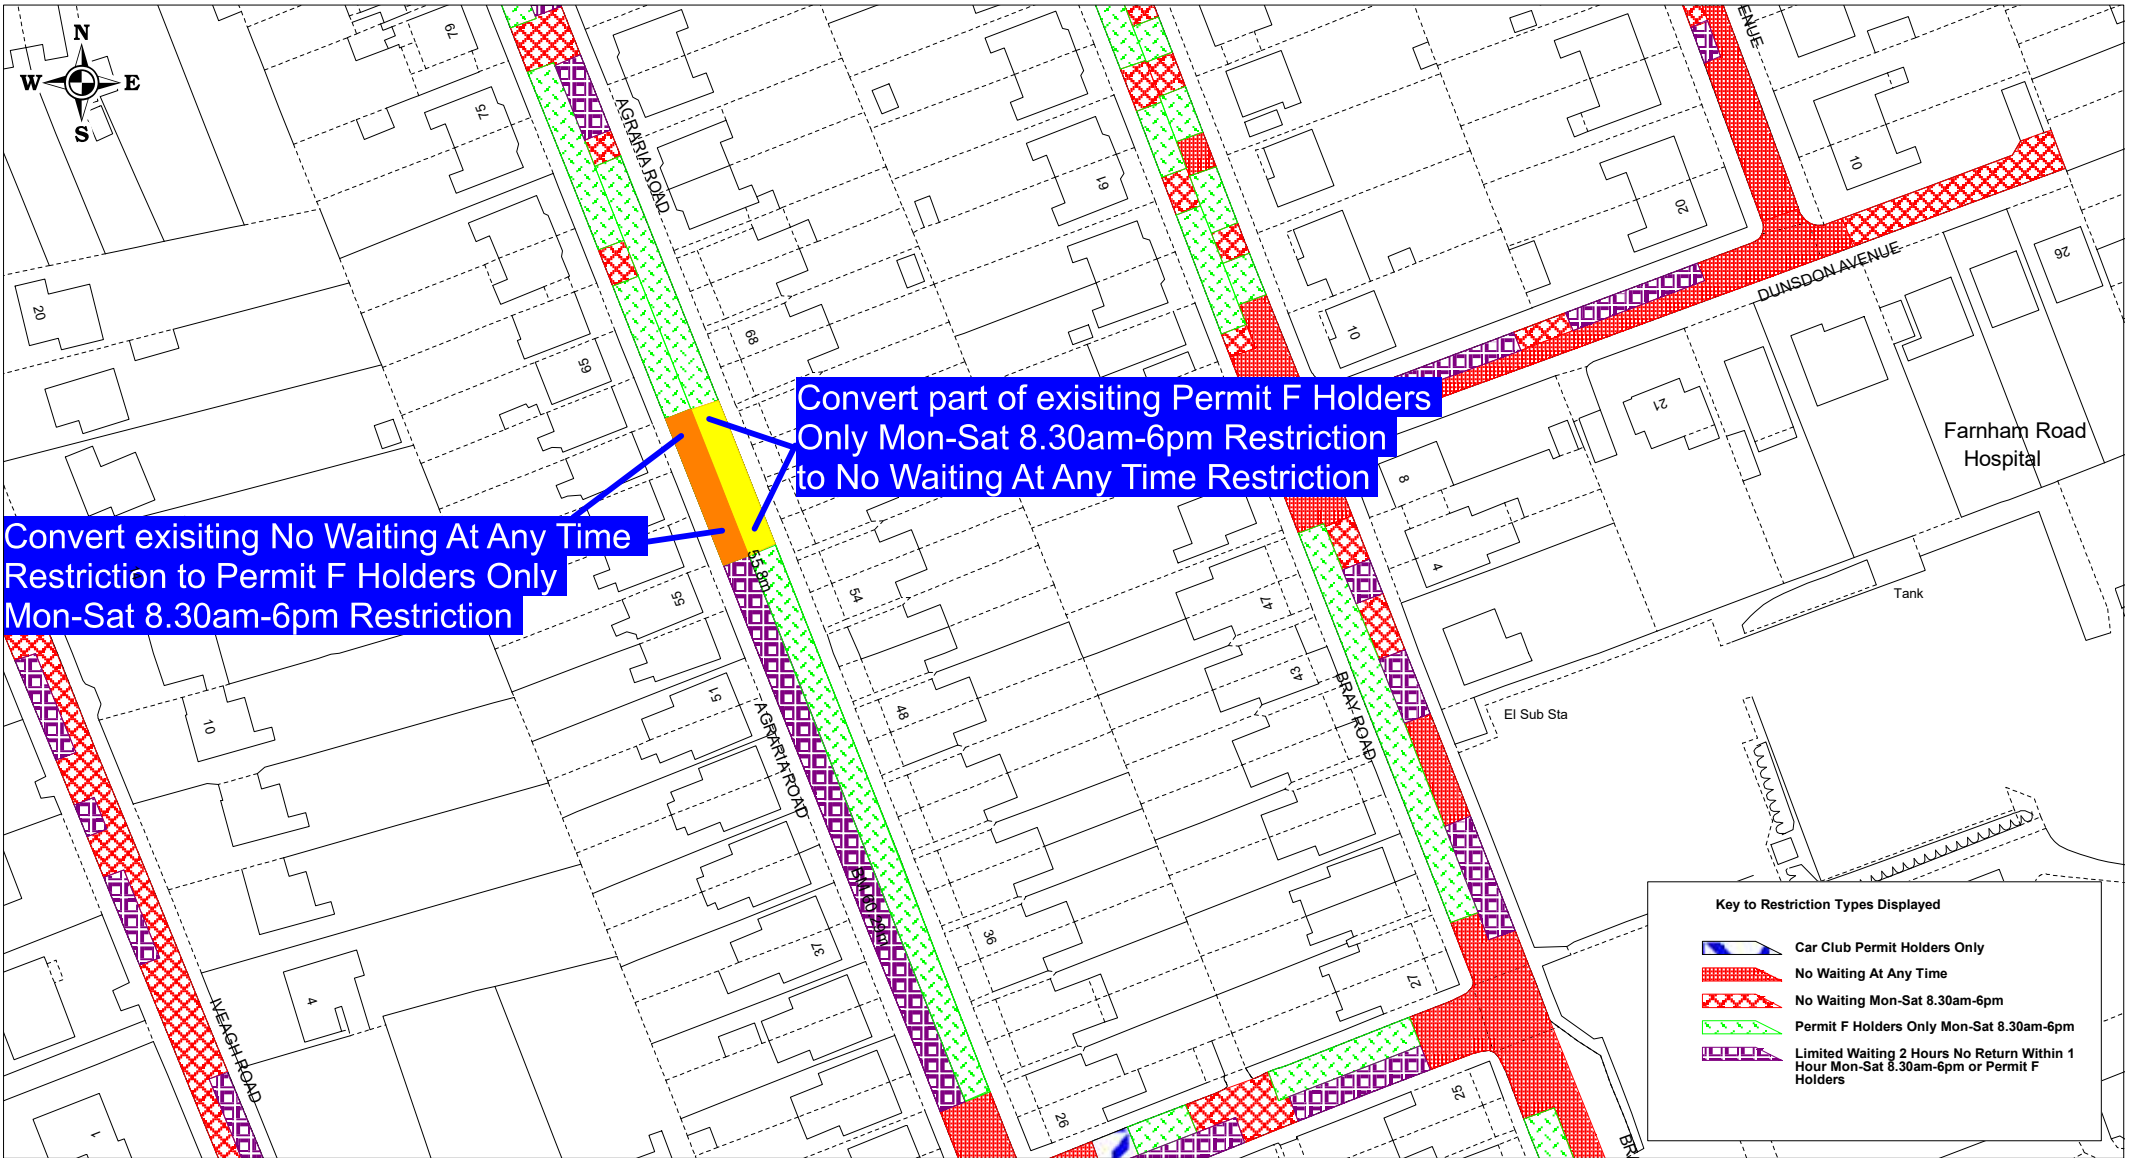 N
W E
S
79
75
AGRARIA ROAD
61
ENUE
10
20
DUNSDON AVENUE
26
20
68
65
10
21
Farnham Road
Hospital
Convert part of exisiting Permit F Holders
Only Mon-Sat 8.30am-6pm Restriction
to No Waiting At Any Time Restriction
8
4
Convert exisiting No Waiting At Any Time
Restriction to Permit F Holders Only
Mon-Sat 8.30am-6pm Restriction
55.8m
55
54
47
Tank
51
48
43
BRAY ROAD
El Sub Sta
10
AGRARIA ROAD
37
36
27
4
IVEAGH ROAD
1
26
25
BRA
Key to Restriction Types Displayed
Car Club Permit Holders Only
No Waiting At Any Time
No Waiting Mon-Sat 8.30am-6pm
Permit F Holders Only Mon-Sat 8.30am-6pm
Limited Waiting 2 Hours No Return Within 1
Hour Mon-Sat 8.30am-6pm or Permit F
Holders